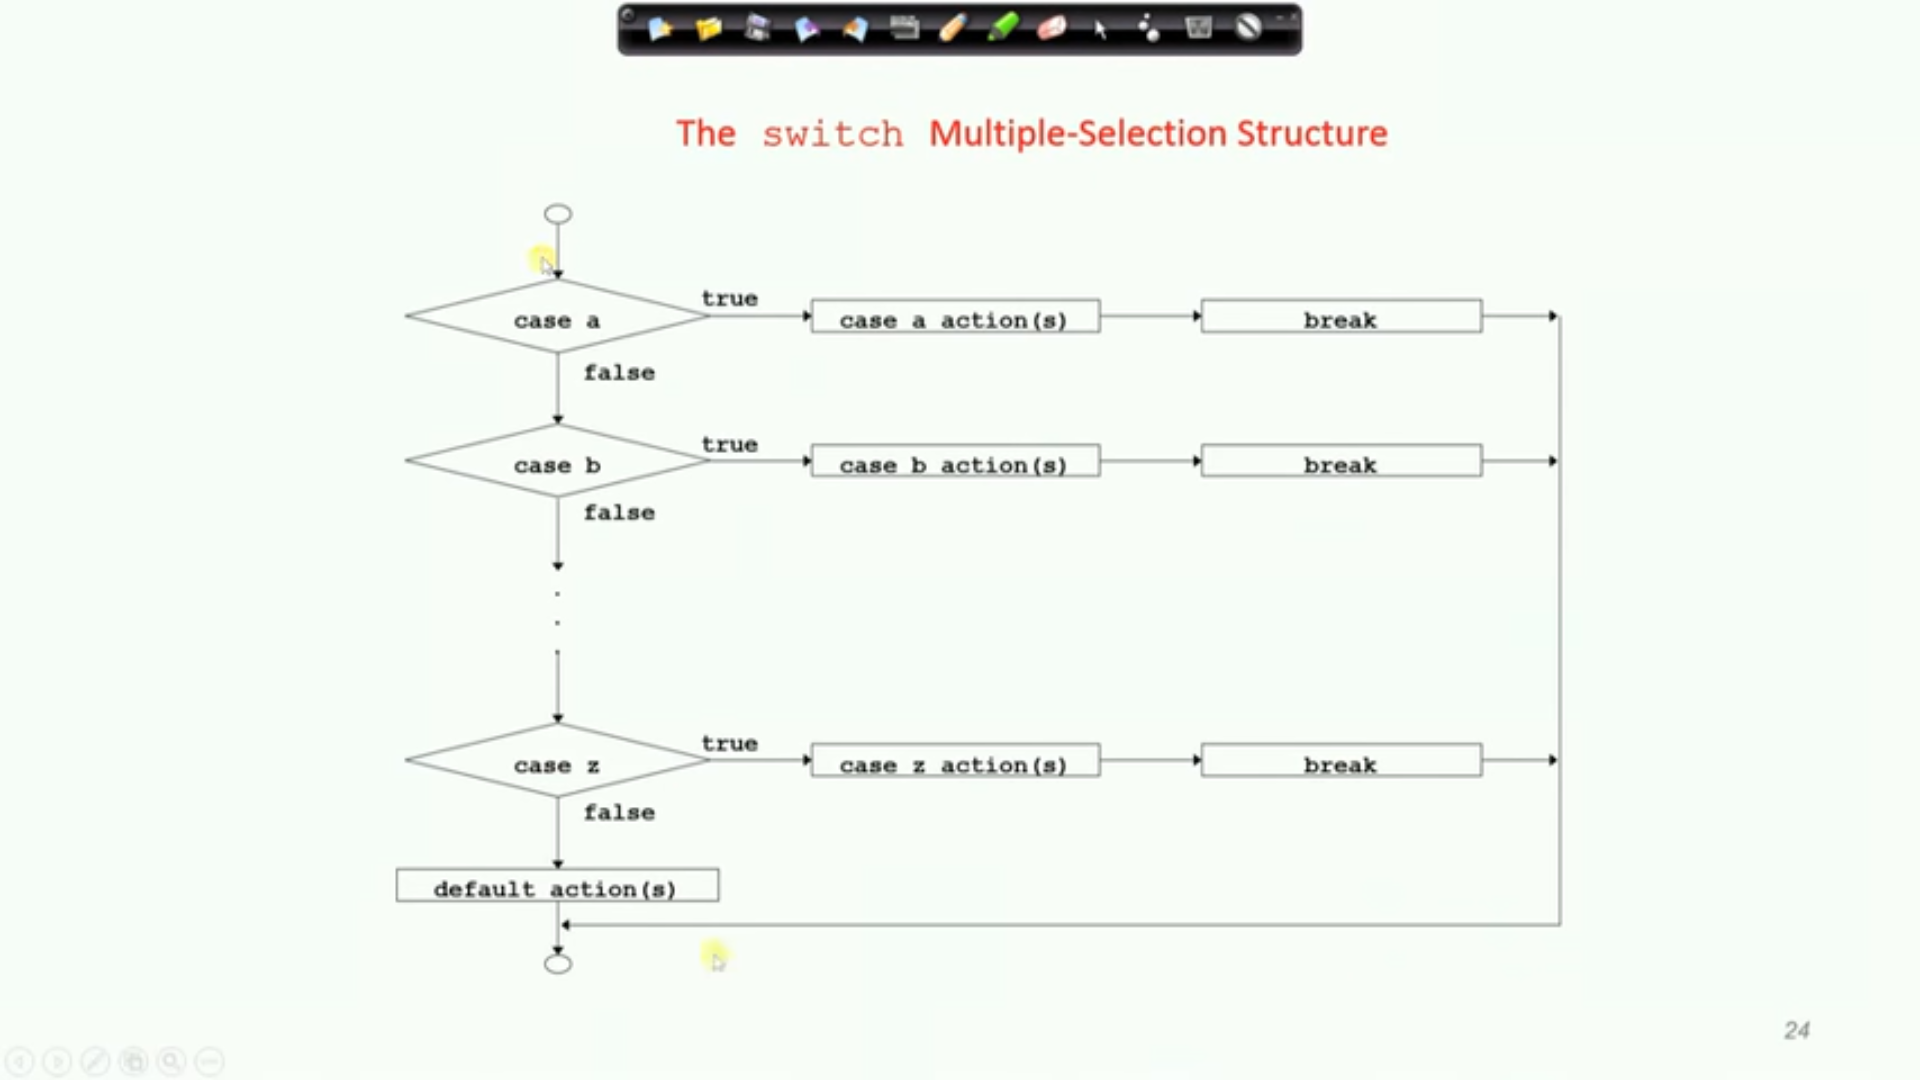 The switch Multiple-Selection Structure
case a
true
case a action(s)
break
false
case b
true
case b action(s)
break
false
.
.
.
case z
true
case z action(s)
break
false
default action(s)
24